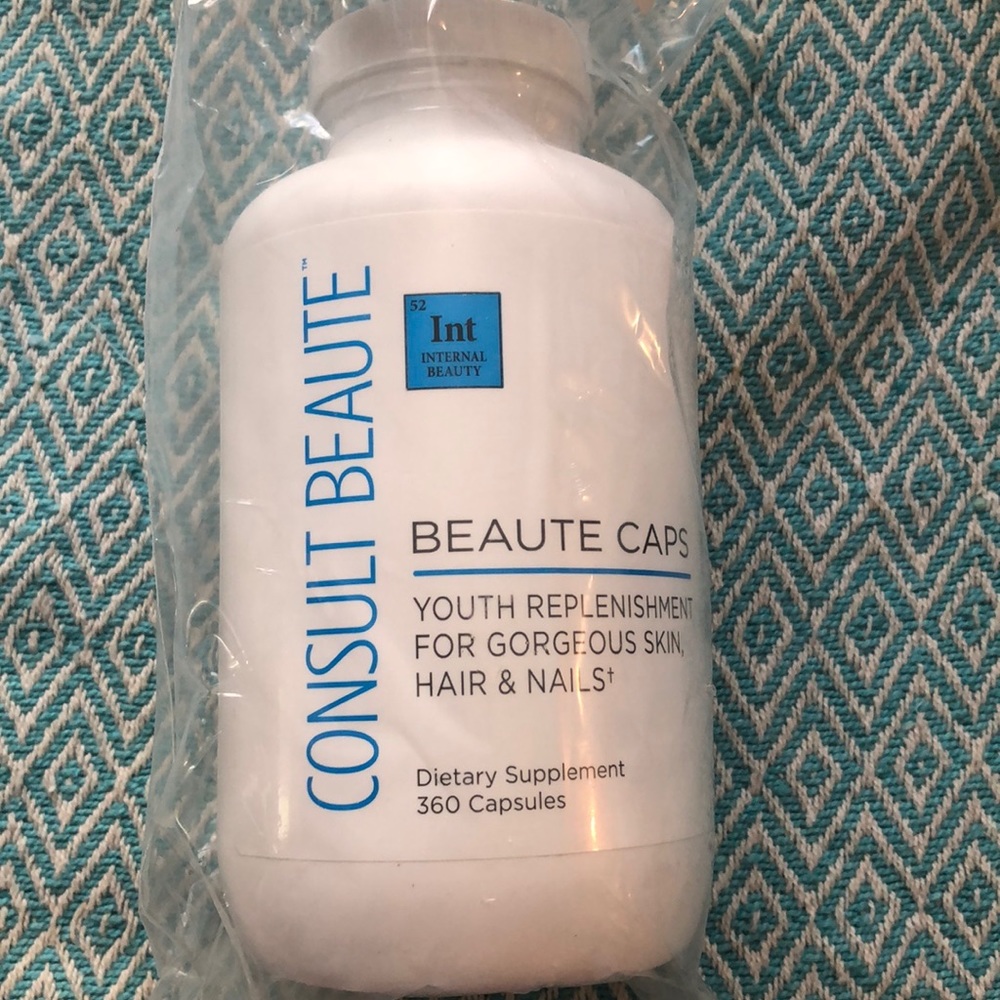 CONSULT BEAUTE™
52
Int
INTERNAL
BEAUTY
BEAUTE CAPS
YOUTH REPLENISHMENT
FOR GORGEOUS SKIN,
HAIR & NAILS†
Dietary Supplement
360 Capsules